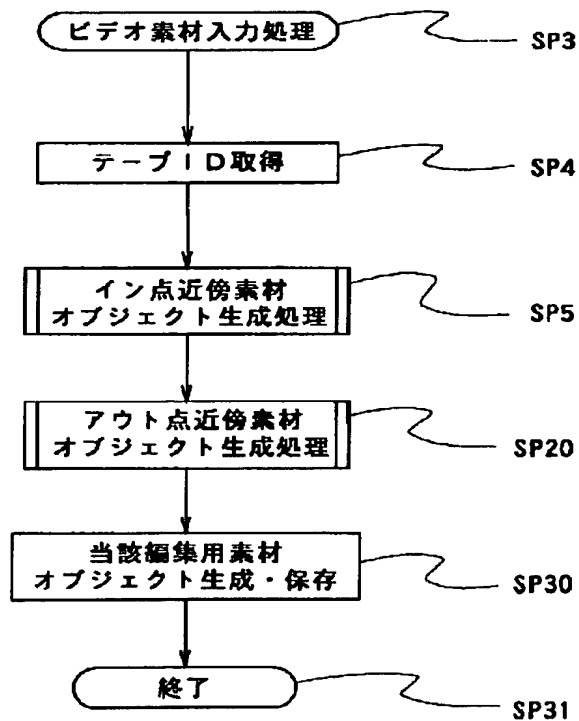 ビデオ素材入力処理
SP3
テープID取得
SP4
イン点近傍素材
オブジェクト生成処理
SP5
アウト点近傍素材
オブジェクト生成処理
SP20
当該編集用素材
オブジェクト生成・保存
SP30
終了
SP31